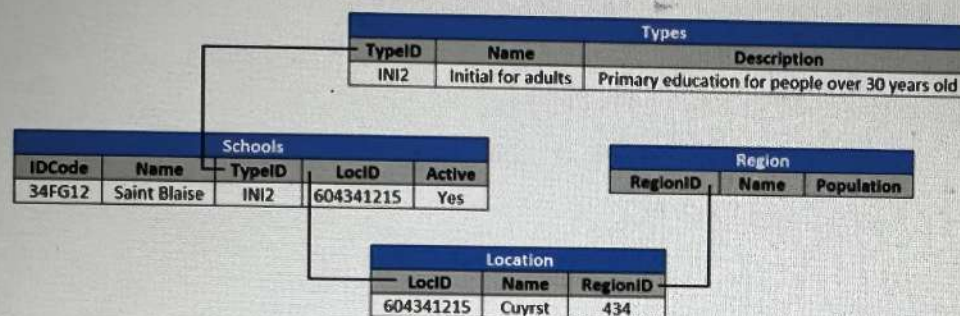 Types
TypeID Name Description
INI2 Initial for adults Primary education for people over 30 years old
Schools
IDCode Name TypeID LocID Active
34FG12 Saint Blaise INI2 604341215 Yes
Region
RegionID Name Population
Location
LocID Name RegionID
604341215 Cuyrst 434